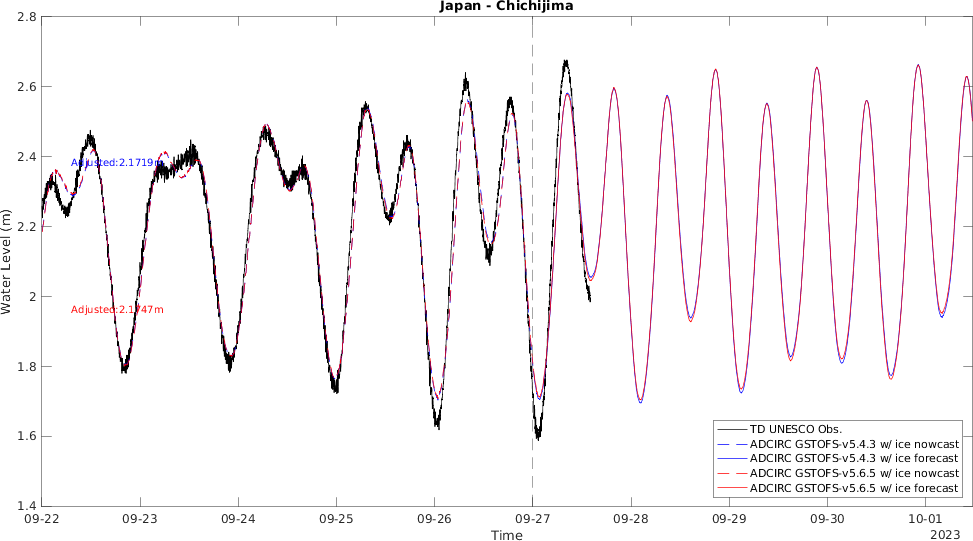 Japan - Chichijima
2.8
2.6
2.4
2.2
2
1.8
1.6
1.4
Water Level (m)
Adjusted:2.1719m
Adjusted:2.1747m
TD UNESCO Obs.
ADCIRC GSTOFS-v5.4.3 w/ ice nowcast
ADCIRC GSTOFS-v5.4.3 w/ ice forecast
ADCIRC GSTOFS-v5.6.5 w/ ice nowcast
ADCIRC GSTOFS-v5.6.5 w/ ice forecast
09-22 09-23 09-24 09-25 09-26 09-27 09-28 09-29 09-30 10-01
Time
2023